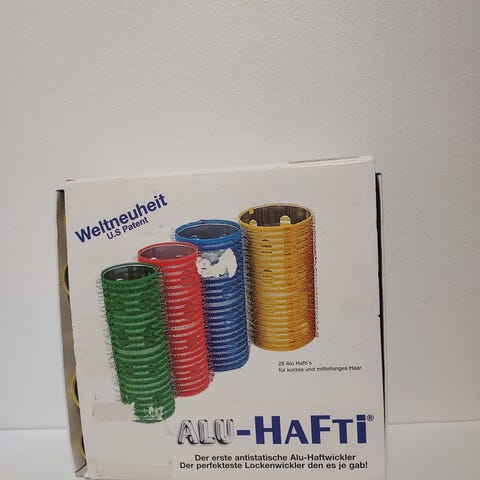 Weltneuheit
U.S Patent
28 Alu Hafti's
für kurzes und mittellanges Haar
ALU-HAFTi®
Der erste antistatische Alu-Haftwickler
Der perfekteste Lockenwickler den es je gab!